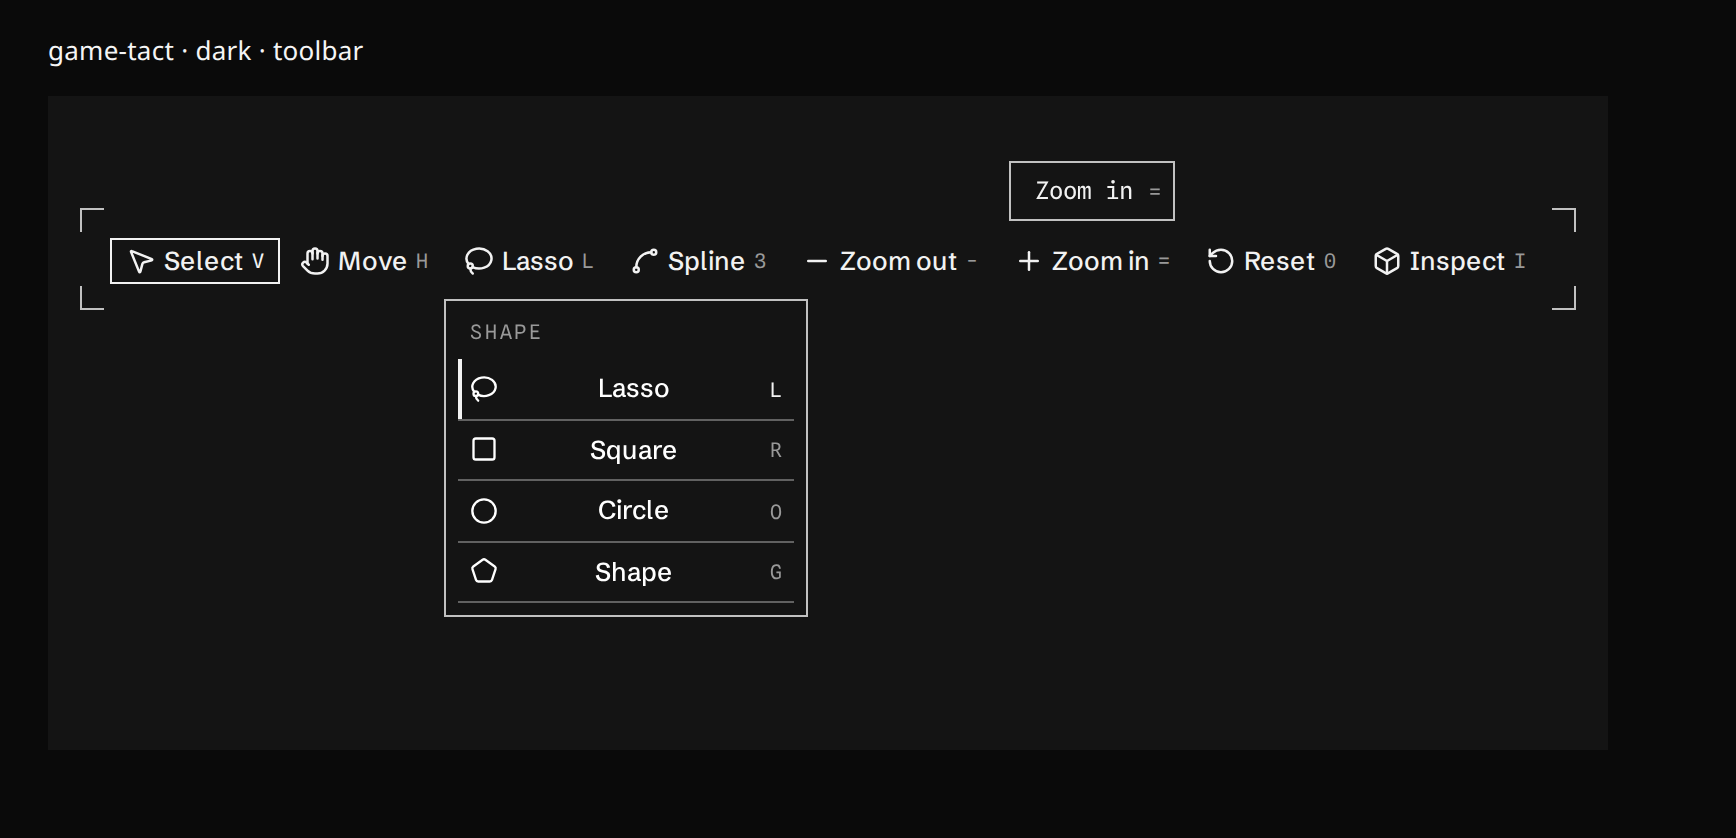 game-tact · dark · toolbar
Zoom in =
Select V Move H Lasso L Spline 3 Zoom out - Zoom in = Reset 0 Inspect I
SHAPE
Lasso L
Square R
Circle O
Shape G